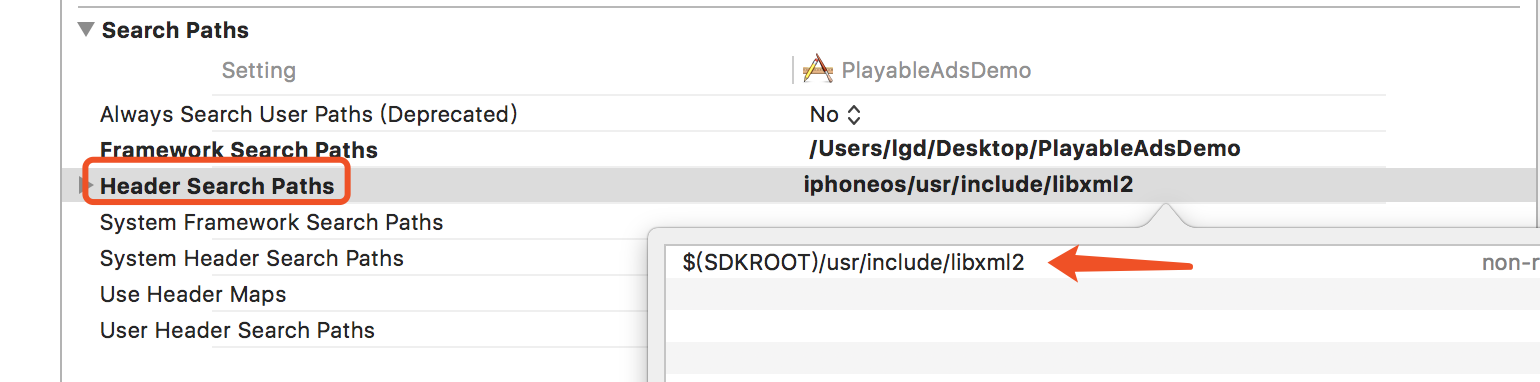 Search Paths
Setting PlayableAdsDemo
Always Search User Paths (Deprecated) No
Framework Search Paths /Users/lgd/Desktop/PlayableAdsDemo
Header Search Paths iphoneos/usr/include/libxml2
System Framework Search Paths
System Header Search Paths $(SDKROOT)/usr/include/libxml2 non-r
Use Header Maps
User Header Search Paths